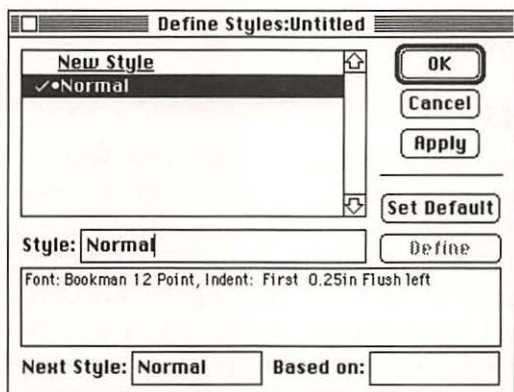 Define Styles:Untitled
New Style
✓•Normal
OK
Cancel
Apply
Set Default
Style: Normal
Define
Font: Bookman 12 Point, Indent: First 0.25in Flush left
Next Style: Normal
Based on: